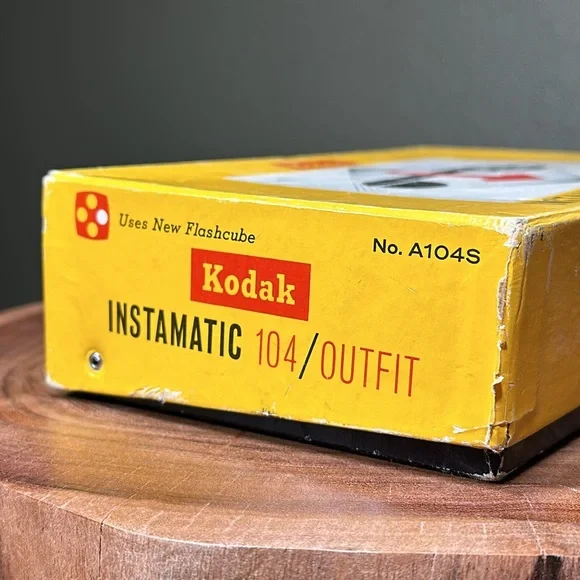 Uses New Flashcube
No. A104S
Kodak
INSTAMATIC 104/OUTFIT